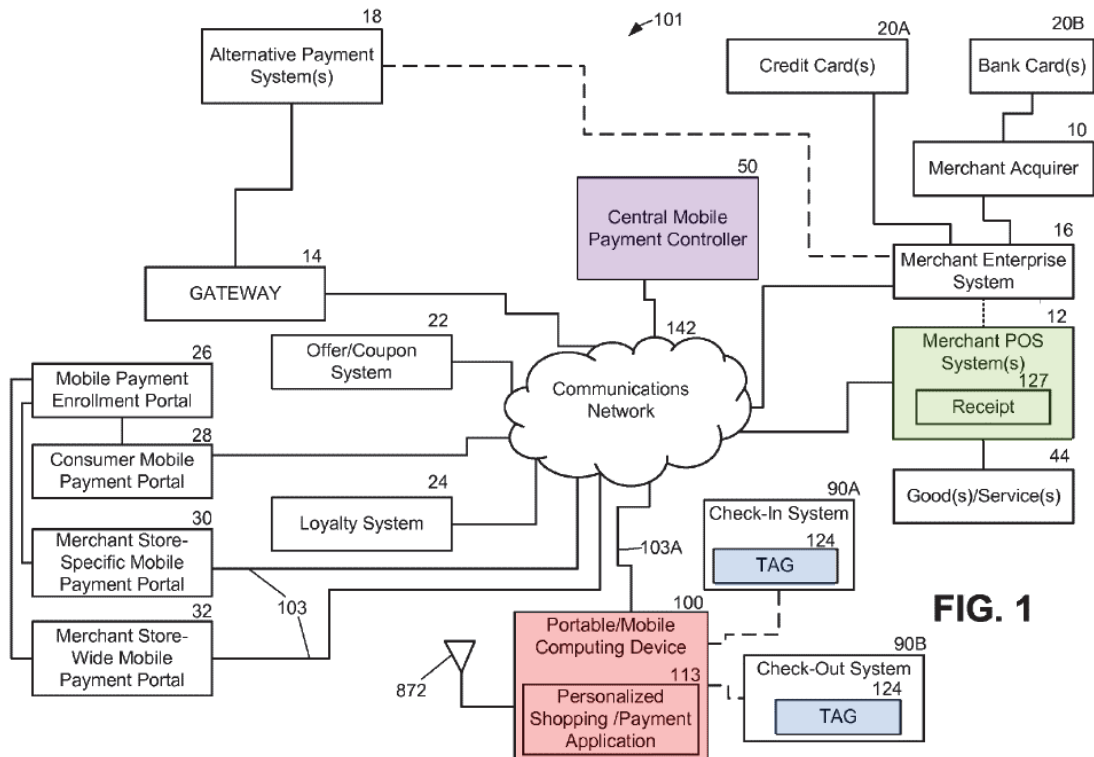 18
Alternative Payment
System(s)
101
20A
Credit Card(s)
20B
Bank Card(s)
10
Merchant Acquirer
50
Central Mobile
Payment Controller
16
Merchant Enterprise
System
14
GATEWAY
22
Offer/Coupon
System
142
Communications
Network
12
Merchant POS
System(s)
127
Receipt
26
Mobile Payment
Enrollment Portal
28
Consumer Mobile
Payment Portal
24
Loyalty System
44
Good(s)/Service(s)
30
Merchant Store-
Specific Mobile
Payment Portal
103
32
Merchant Store-
Wide Mobile
Payment Portal
103A
90A
Check-In System
124
TAG
FIG. 1
100
Portable/Mobile
Computing Device
113
Personalized
Shopping /Payment
Application
872
90B
Check-Out System
124
TAG